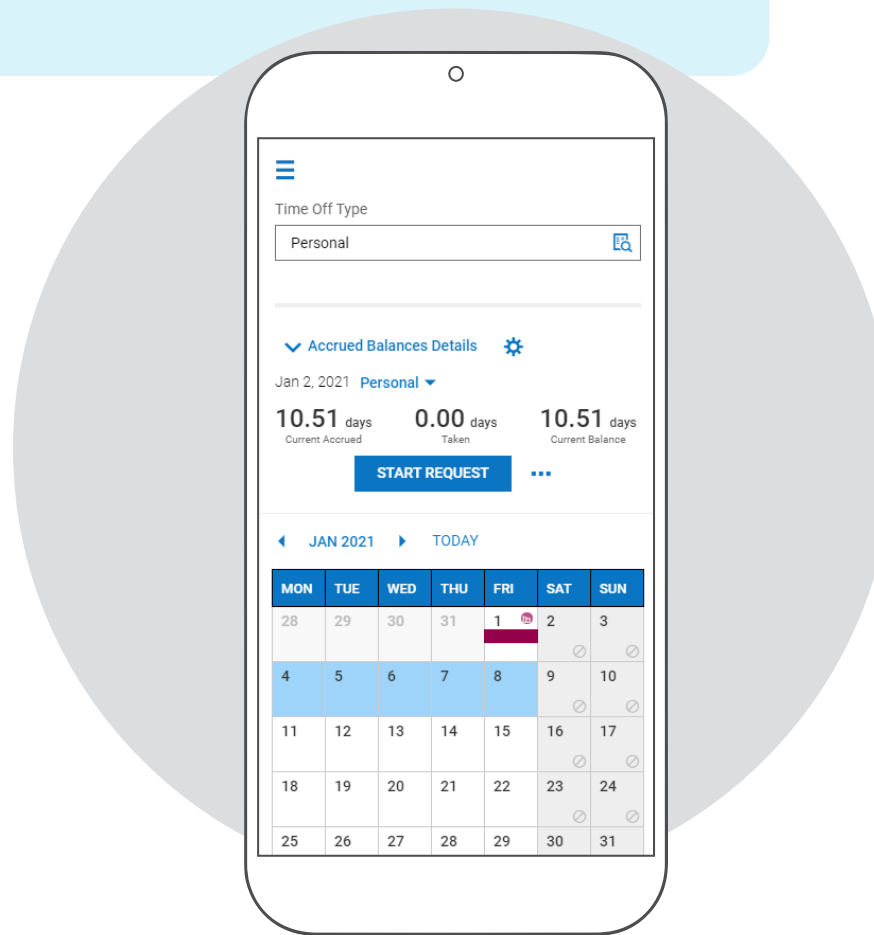 Time Off Type
Personal
Accrued Balances Details
Jan 2, 2021 Personal
10.51 days 0.00 days 10.51 days
Current Accrued Taken Current Balance
START REQUEST
JAN 2021 TODAY
MON TUE WED THU FRI SAT SUN
28 29 30 31 1 2 3
4 5 6 7 8 9 10
11 12 13 14 15 16 17
18 19 20 21 22 23 24
25 26 27 28 29 30 31